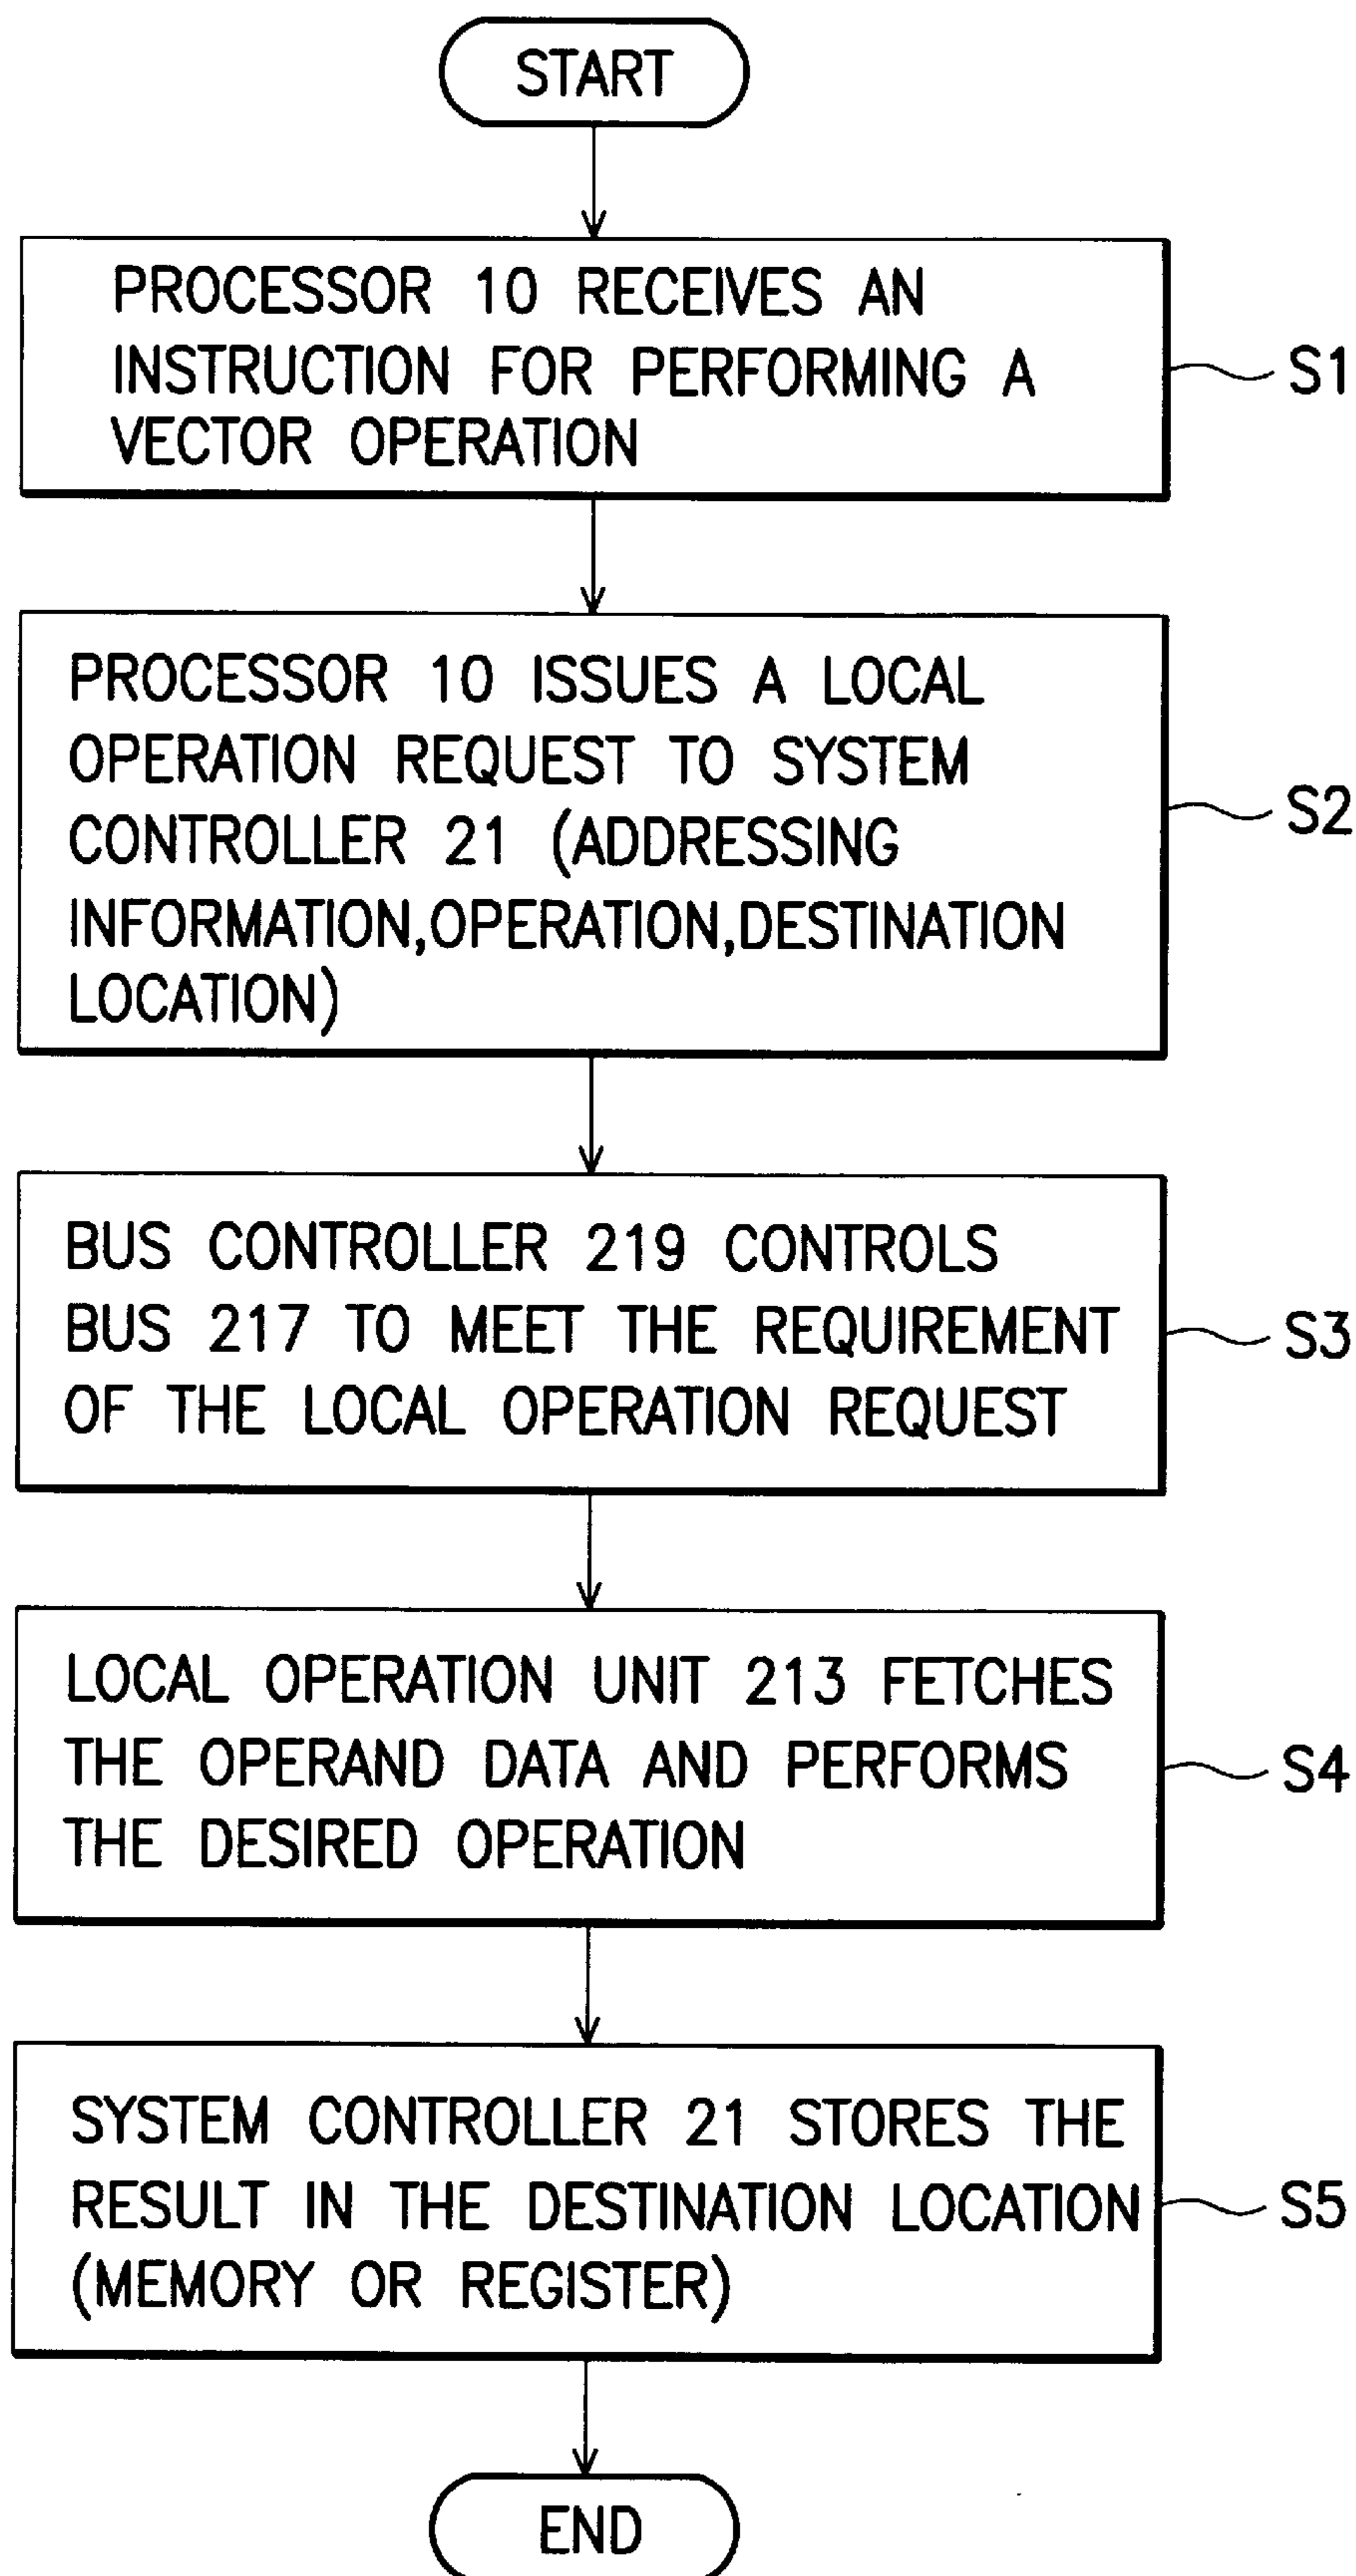 START
PROCESSOR 10 RECEIVES AN
INSTRUCTION FOR PERFORMING A
VECTOR OPERATION
S1
PROCESSOR 10 ISSUES A LOCAL
OPERATION REQUEST TO SYSTEM
CONTROLLER 21 (ADDRESSING
INFORMATION,OPERATION,DESTINATION
LOCATION)
S2
BUS CONTROLLER 219 CONTROLS
BUS 217 TO MEET THE REQUIREMENT
OF THE LOCAL OPERATION REQUEST
S3
LOCAL OPERATION UNIT 213 FETCHES
THE OPERAND DATA AND PERFORMS
THE DESIRED OPERATION
S4
SYSTEM CONTROLLER 21 STORES THE
RESULT IN THE DESTINATION LOCATION
(MEMORY OR REGISTER)
S5
END